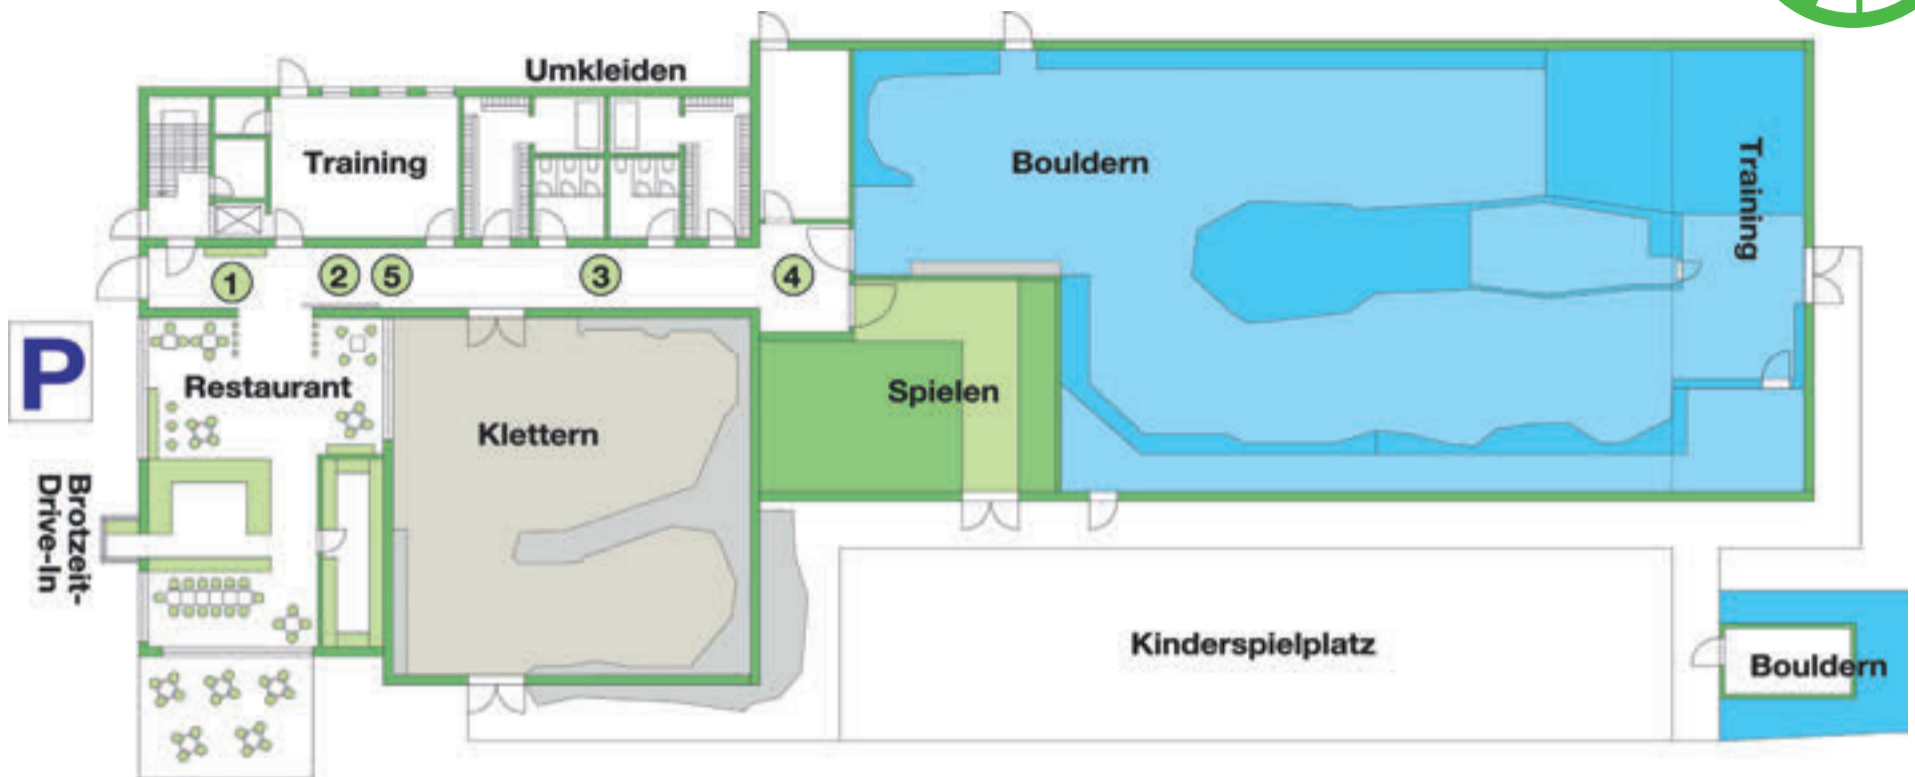 Umkleiden
Training
Bouldern
Training
1
2
5
3
4
P
Restaurant
Klettern
Spielen
Brotzeit-
Drive-In
Kinderspielplatz
Bouldern